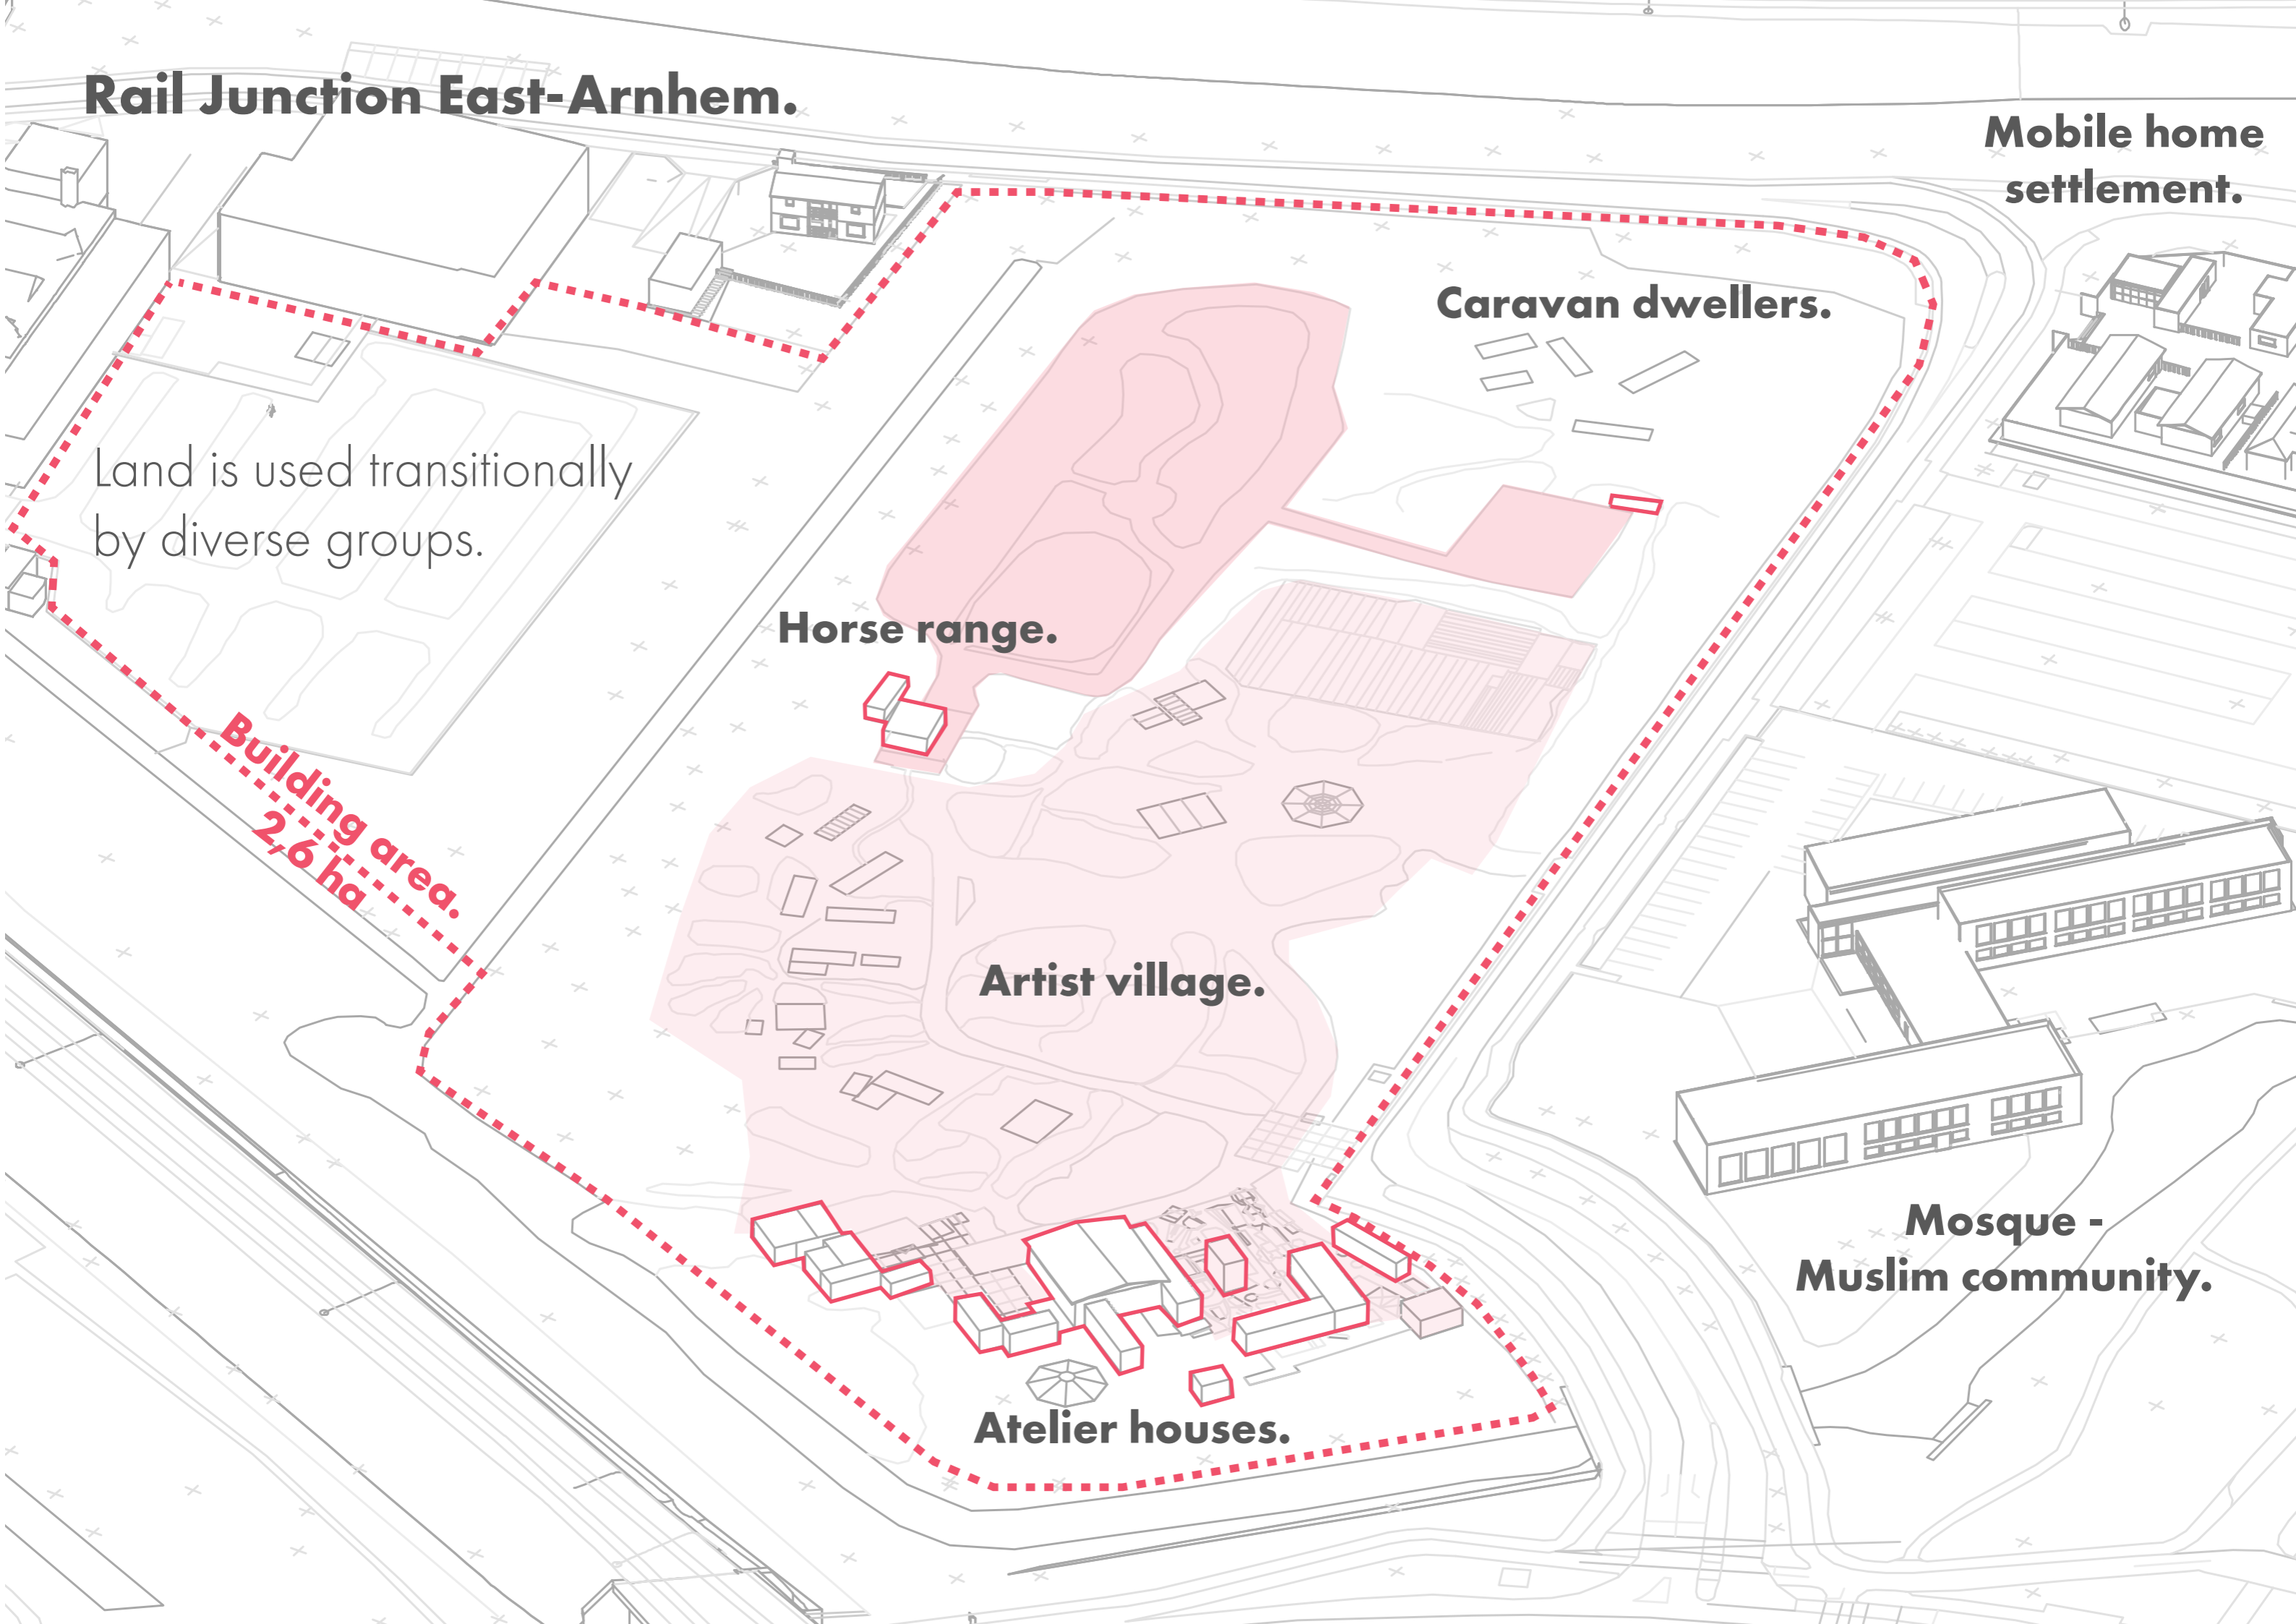 Rail Junction East-Arnhem.
Mobile home
settlement.
Caravan dwellers.
Land is used transitionally
by diverse groups.
Horse range.
Building area.
2,6 ha
Artist village.
Mosque -
Muslim community.
Atelier houses.